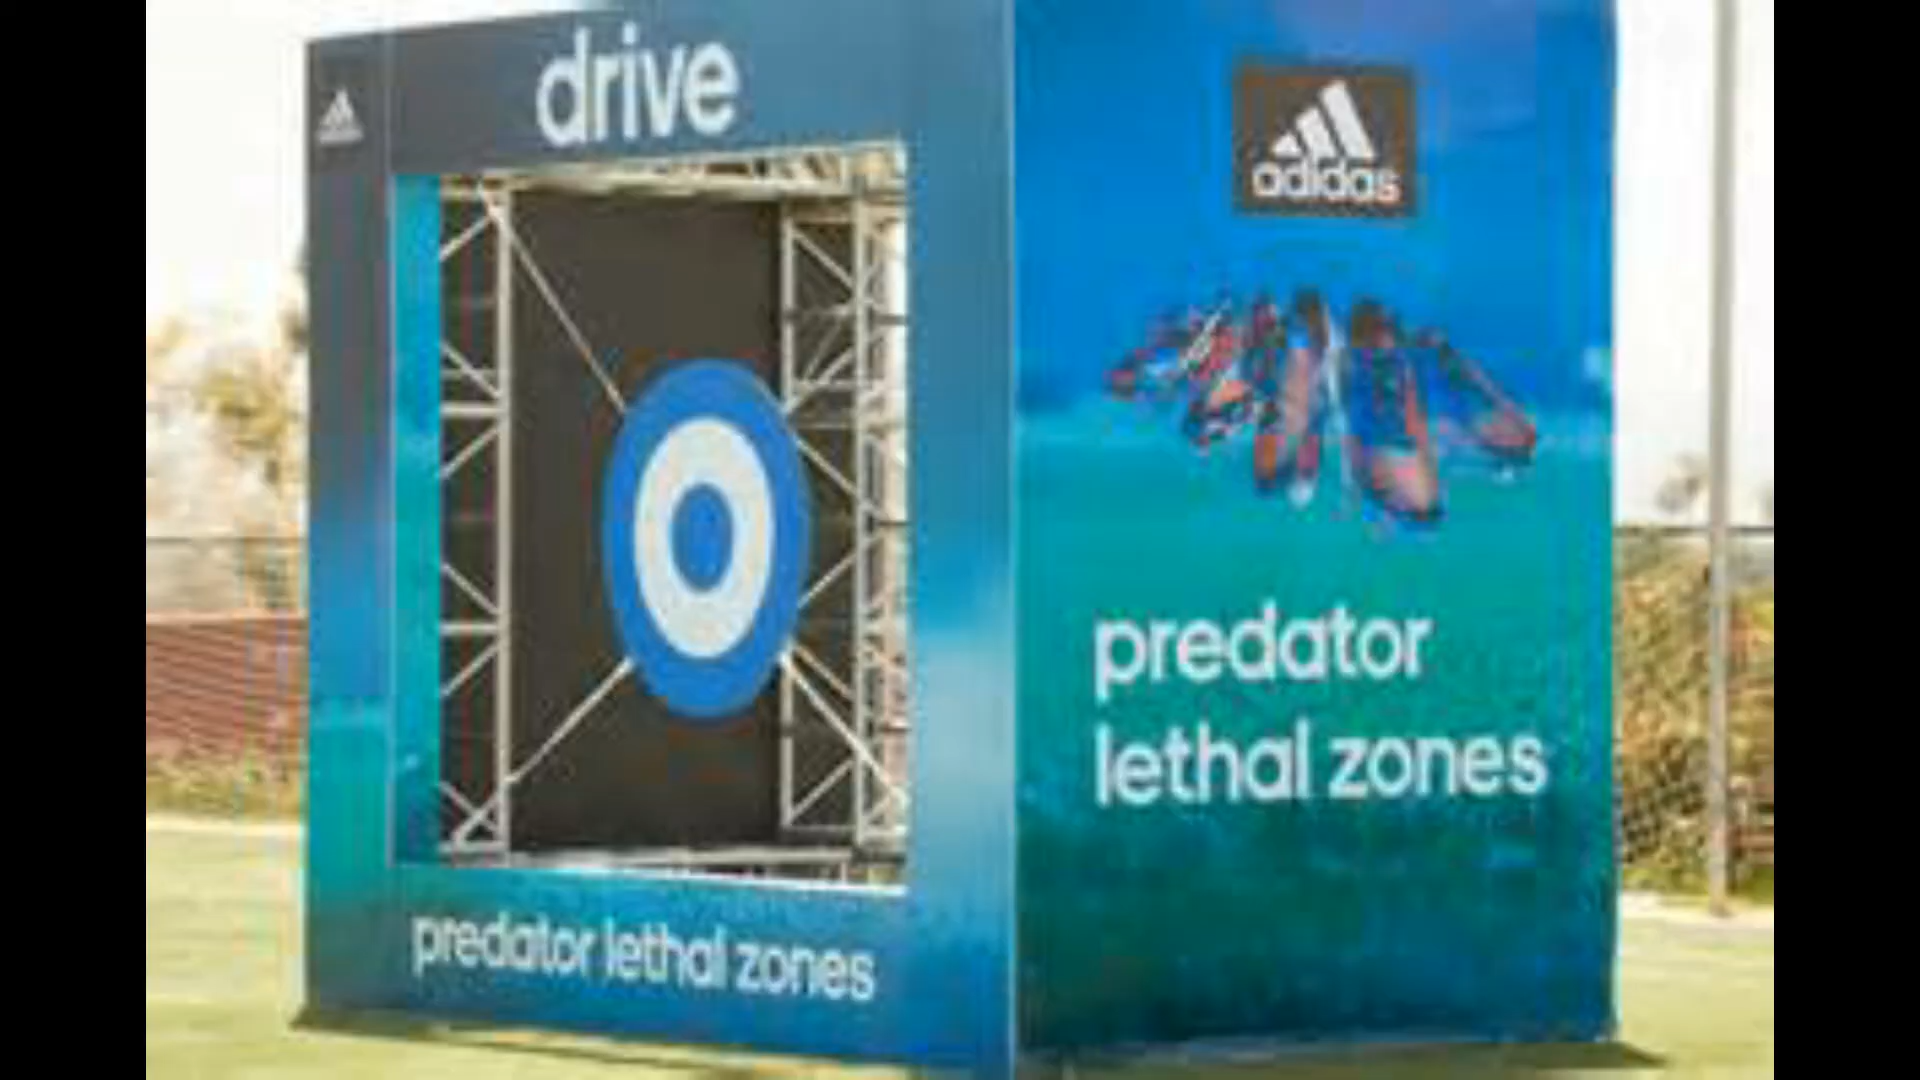 drive
adidas
predator
lethal zones
predator lethal zones